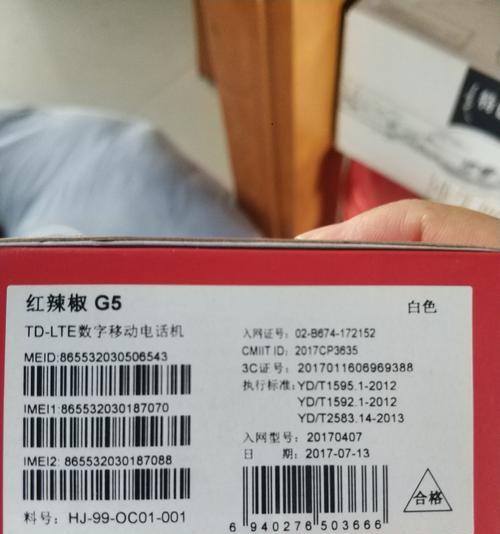 红辣椒 G5
白色
TD-LTE数字移动电话机
MEID:865532030506543
IMEI1:865532030187070
IMEI2: 865532030187088
料号: HJ-99-OC01-001
入网证号: 02-B674-172152
CMIIT ID: 2017CP3635
3C证号: 2017011606969388
执行标准: YD/T1595.1-2012
YD/T1592.1-2012
YD/T2583.14-2013
入网型号: 20170407
日 期: 2017-07-13
6 940276 503666
合格